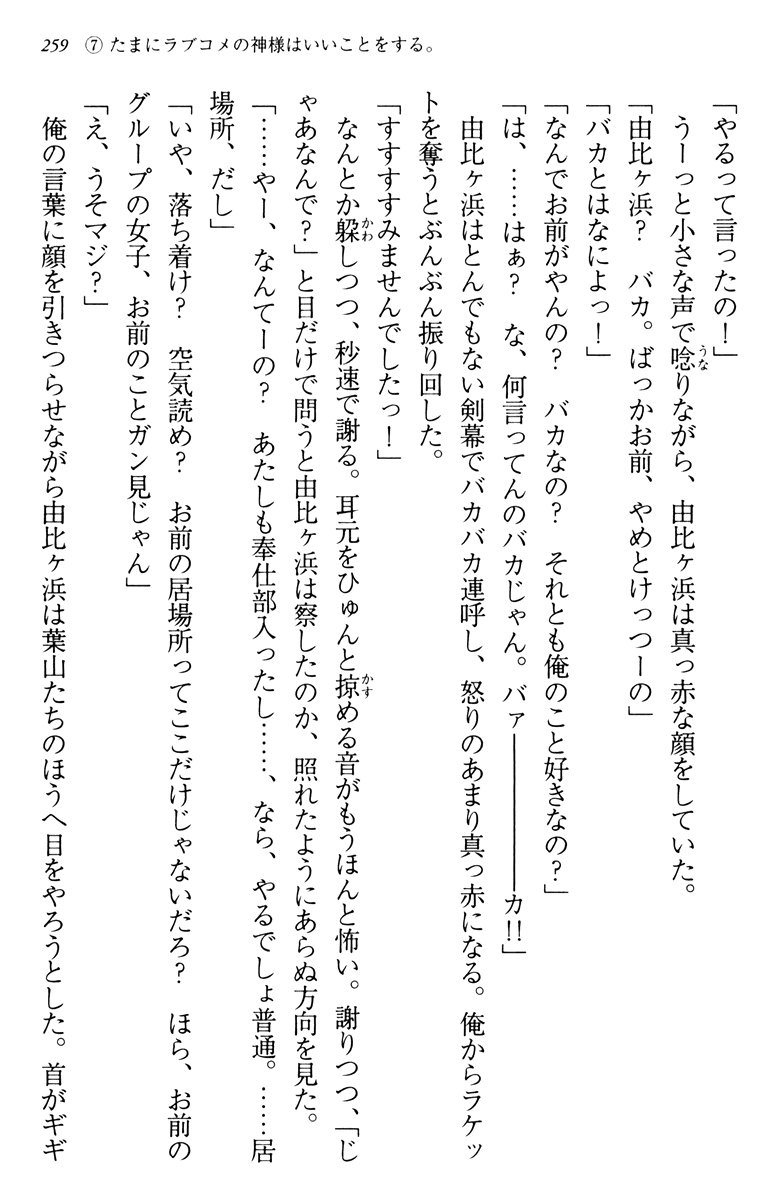 259 ⑦ たまにラブコメの神様はいいことをする。
「やるって言ったの！」
うーっと小さな声で唸りながら、由比ヶ浜は真っ赤な顔をしていた。
「由比ヶ浜？　バカ。ばっかお前、やめとけっつーの」
「バカとはなによっ！」
「なんでお前がやんの？　バカなの？　それとも俺のこと好きなの？」
「は、……はぁ？　な、何言ってんのバカじゃん。バァ――――――カ!!」
由比ヶ浜はとんでもない剣幕でバカバカ連呼し、怒りのあまり真っ赤になる。俺からラケッ
トを奪うとぶんぶん振り回した。
「すすすすみませんでしたっ！」
なんとか躱しつつ、秒速で謝る。耳元をひゅんと掠める音がもうほんと怖い。謝りつつ、「じ
ゃあなんで？」と目だけで問うと由比ヶ浜は察したのか、照れたようにあらぬ方向を見た。
「……やー、なんてーの？　あたしも奉仕部入ったし……、なら、やるでしょ普通。……居
場所、だし」
「いや、落ち着け？　空気読め？　お前の居場所ってここだけじゃないだろ？　ほら、お前の
グループの女子、お前のことガン見じゃん」
「え、うそマジ？」
俺の言葉に顔を引きつらせながら由比ヶ浜は葉山たちのほうへ目をやろうとした。首がギギ